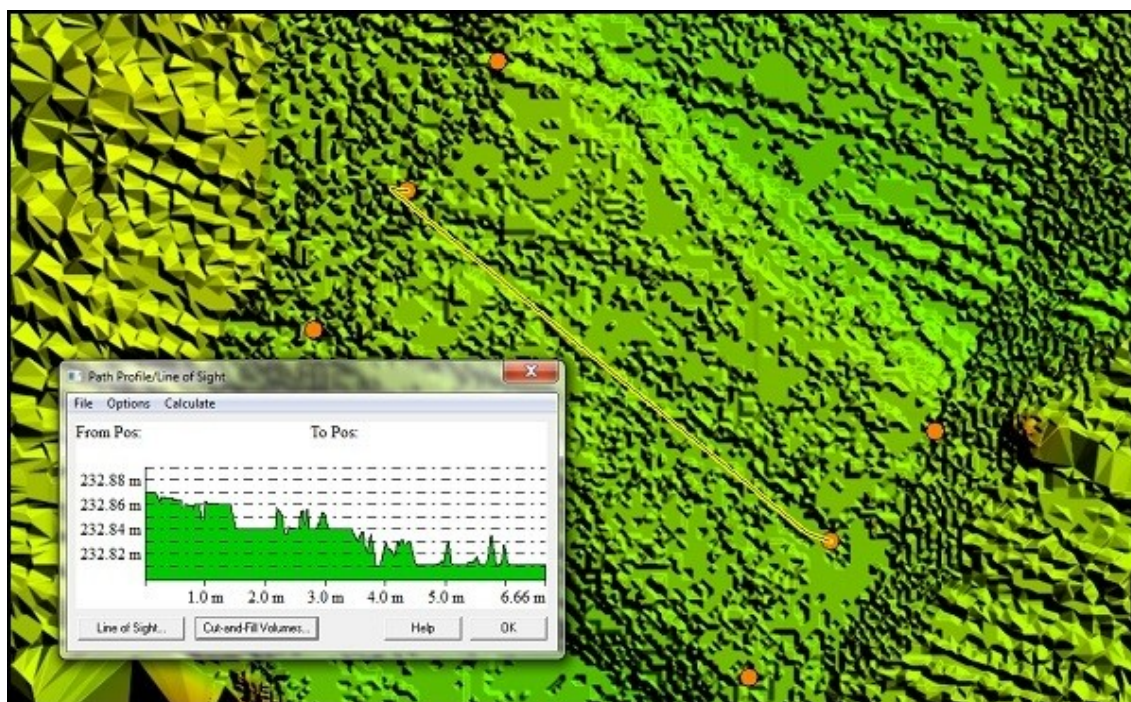 Path Profile/Line of Sight
X
File Options Calculate
From Pos: To Pos:
232.88 m
232.86 m
232.84 m
232.82 m
1.0 m 2.0 m 3.0 m 4.0 m 5.0 m 6.66 m
Line of Sight... Cut-and-Fill Volumes... Help OK